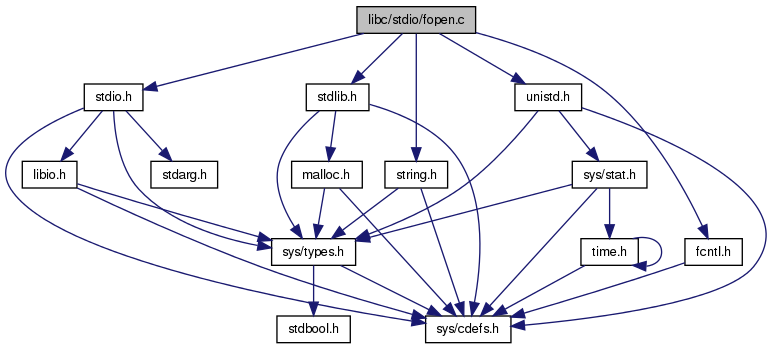 libc/stdio/fopen.c
stdio.h
stdlib.h
unistd.h
libio.h
stdarg.h
malloc.h
string.h
sys/stat.h
sys/types.h
time.h
fcntl.h
stdbool.h
sys/cdefs.h